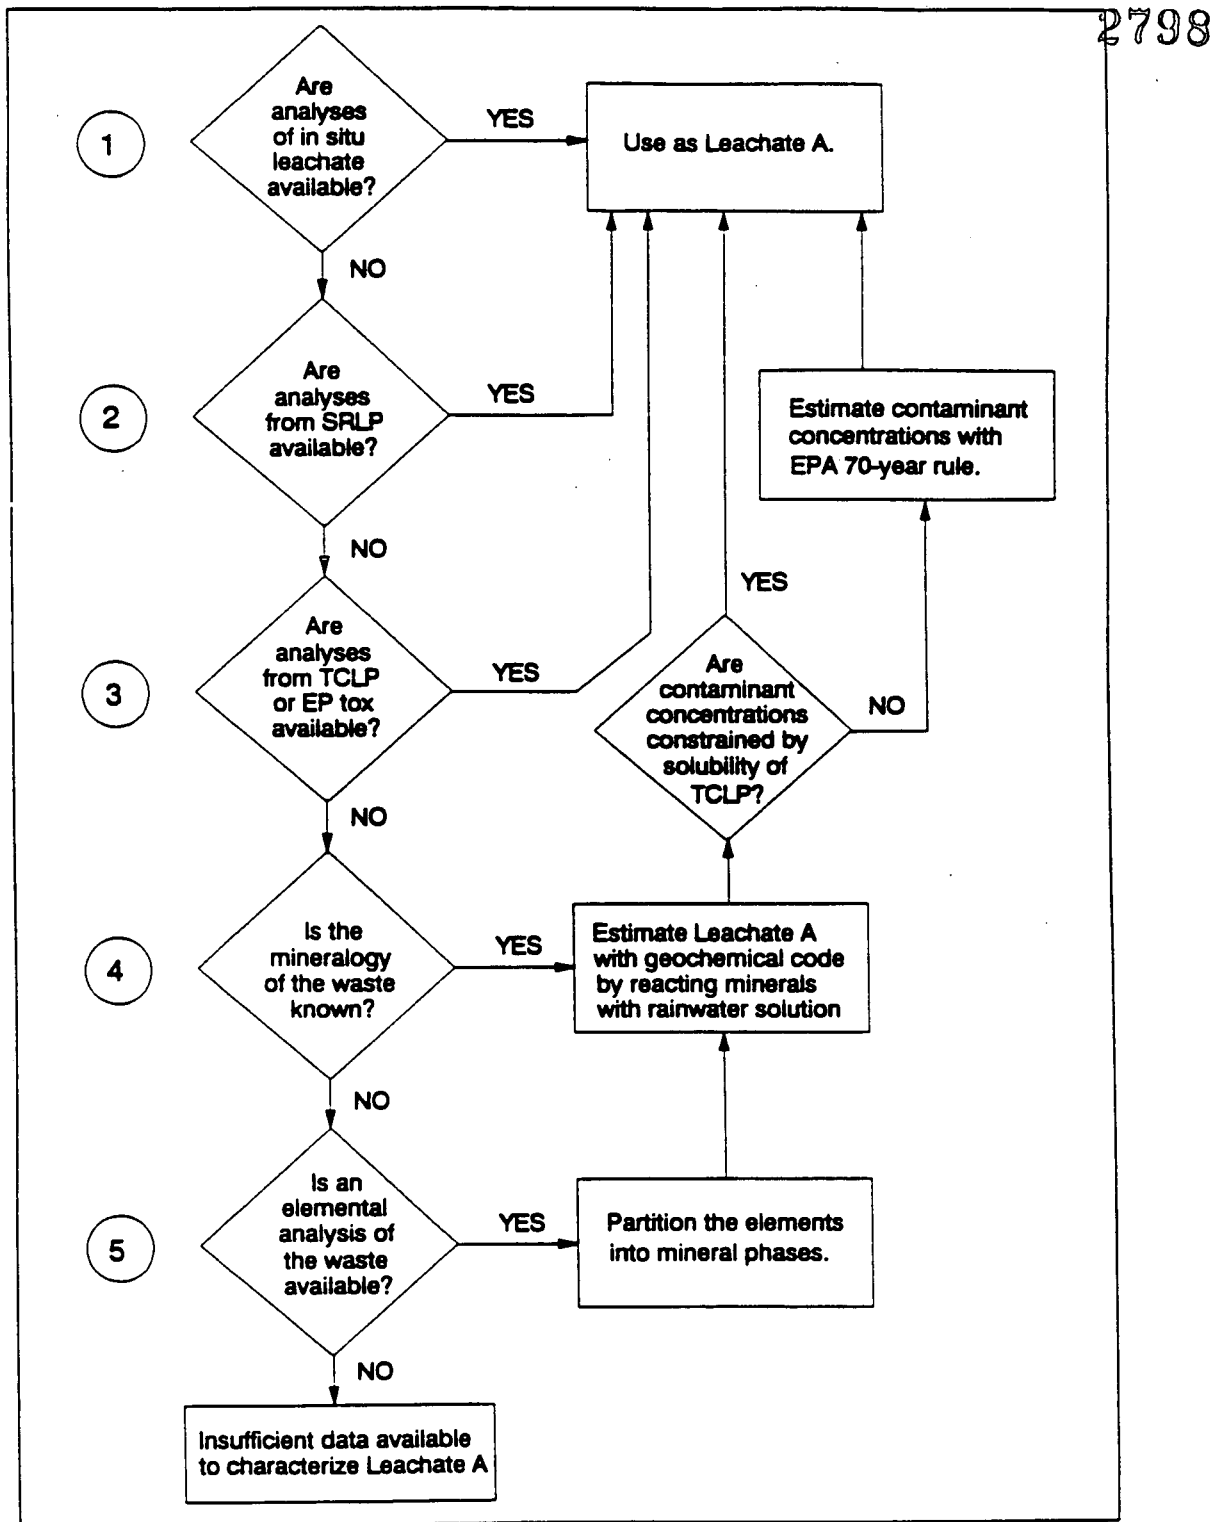 2798
1
Are
analyses
of in situ
leachate
available?
YES
Use as Leachate A.
NO
2
Are
analyses
from SRLP
available?
YES
Estimate contaminant
concentrations with
EPA 70-year rule.
NO
3
Are
analyses
from TCLP
or EP tox
available?
YES
YES
Are
contaminant
concentrations
constrained by
solubility of
TCLP?
NO
NO
4
Is the
mineralogy
of the waste
known?
YES
Estimate Leachate A
with geochemical code
by reacting minerals
with rainwater solution
NO
5
Is an
elemental
analysis of
the waste
available?
YES
Partition the elements
into mineral phases.
NO
Insufficient data available
to characterize Leachate A